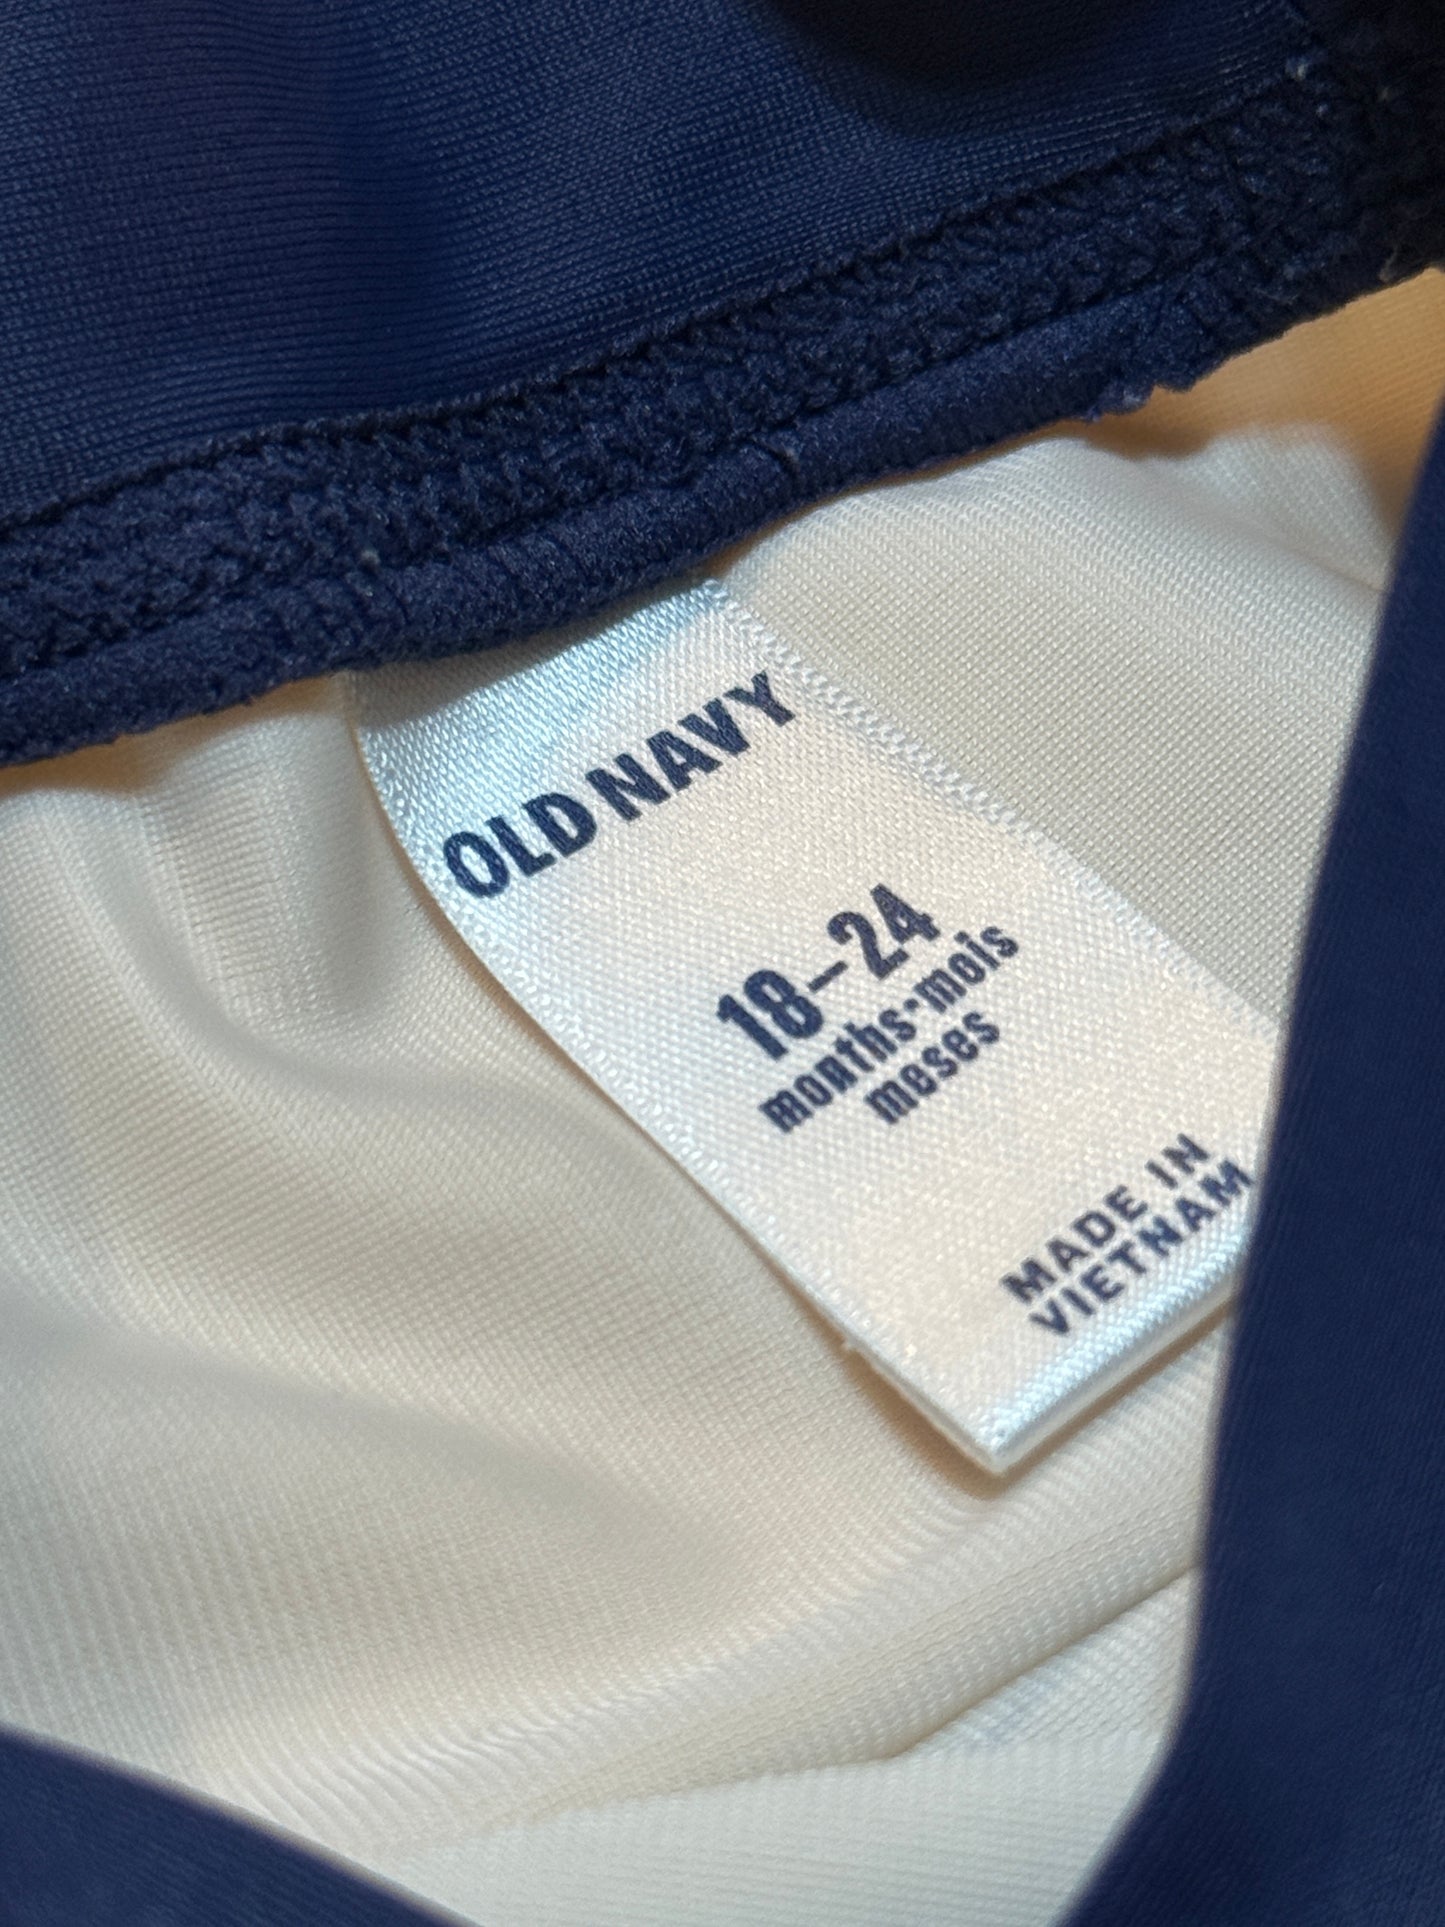 OLD NAVY
18–24
months·mois
meses
MADE IN
VIETNAM